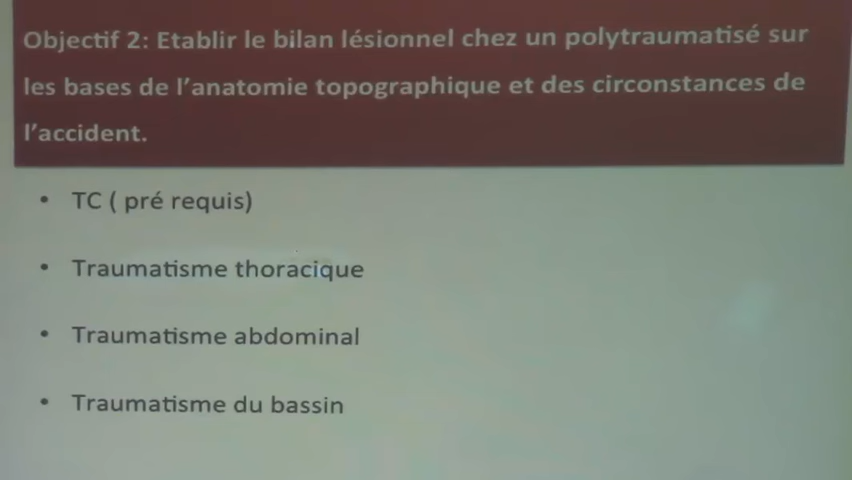 Objectif 2: Etablir le bilan lésionnel chez un polytraumatisé sur
les bases de l'anatomie topographique et des circonstances de
l'accident.
• TC ( pré requis)
• Traumatisme thoracique
• Traumatisme abdominal
• Traumatisme du bassin